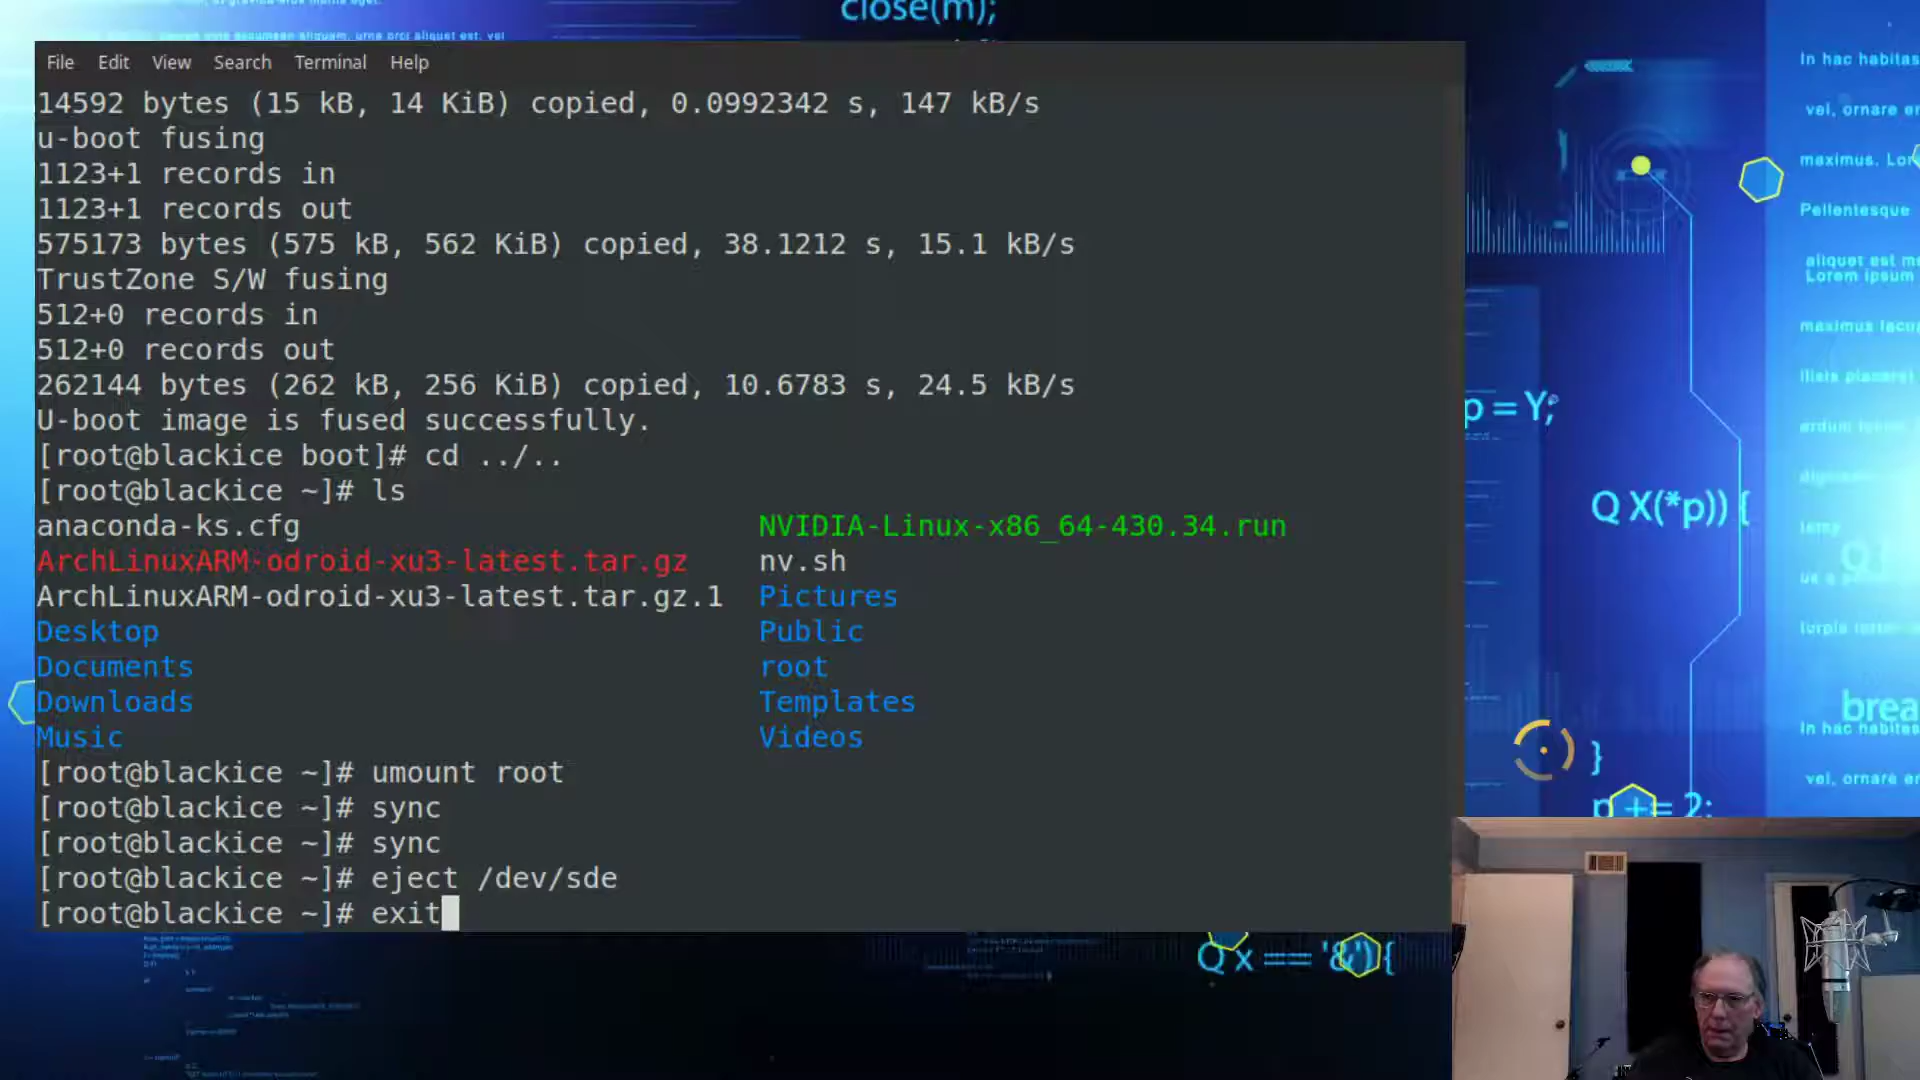 close(m);
File Edit View Search Terminal Help
14592 bytes (15 kB, 14 KiB) copied, 0.0992342 s, 147 kB/s
u-boot fusing
1123+1 records in
1123+1 records out
575173 bytes (575 kB, 562 KiB) copied, 38.1212 s, 15.1 kB/s
TrustZone S/W fusing
512+0 records in
512+0 records out
262144 bytes (262 kB, 256 KiB) copied, 10.6783 s, 24.5 kB/s
U-boot image is fused successfully.
[root@blackice boot]# cd ../..
[root@blackice ~]# ls
anaconda-ks.cfg NVIDIA-Linux-x86_64-430.34.run
ArchLinuxARM-odroid-xu3-latest.tar.gz nv.sh
ArchLinuxARM-odroid-xu3-latest.tar.gz.1 Pictures
Desktop Public
Documents root
Downloads Templates
Music Videos
[root@blackice ~]# umount root
[root@blackice ~]# sync
[root@blackice ~]# sync
[root@blackice ~]# eject /dev/sde
[root@blackice ~]# exit
In hac habitas
vel, ornare
maximus.
Pellentesque
aliquet est
Lorem ipsum
maximus
p = Y;
Q X(*p)) {
brea
In hac habitas
}
vel, ornare
p += 2;
Q x == '&') {